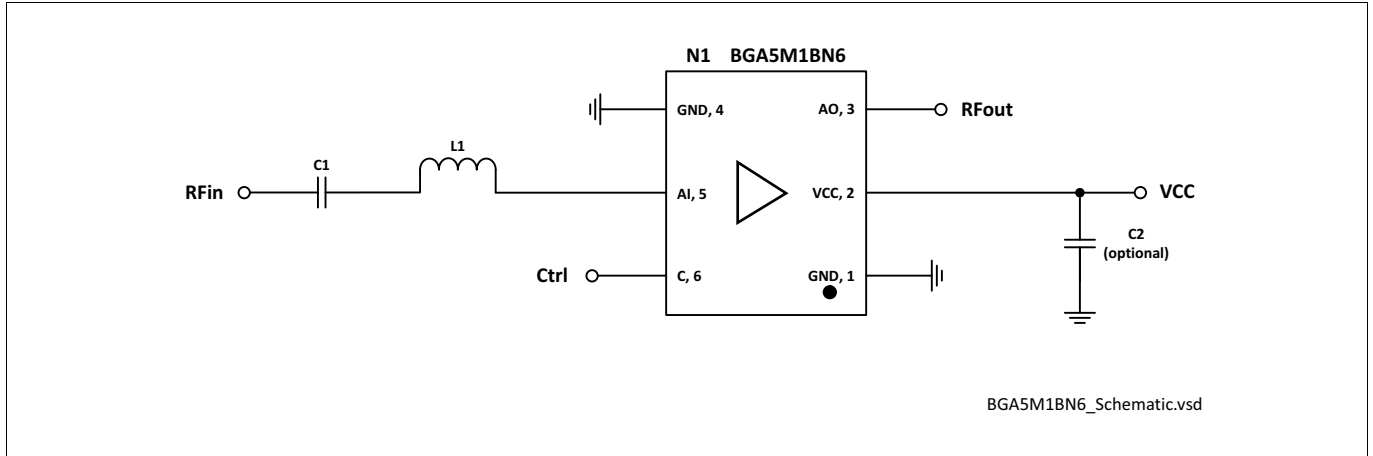 N1 BGA5M1BN6
GND, 4
AO, 3
RFout
C1
L1
RFin
AI, 5
VCC, 2
VCC
C2
(optional)
Ctrl
C, 6
GND, 1
BGA5M1BN6_Schematic.vsd